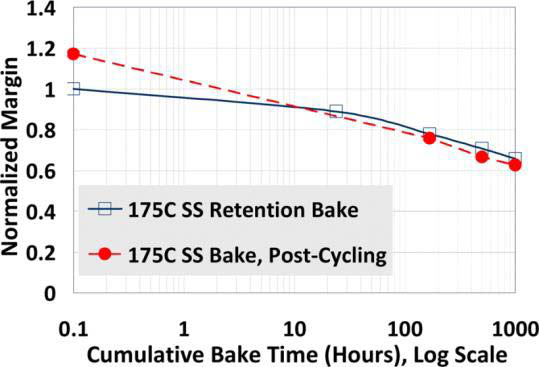 1.4
1.2
1
0.8
0.6
0.4
0.2
0
Normalized Margin
175C SS Retention Bake
175C SS Bake, Post-Cycling
0.1 1 10 100 1000
Cumulative Bake Time (Hours), Log Scale